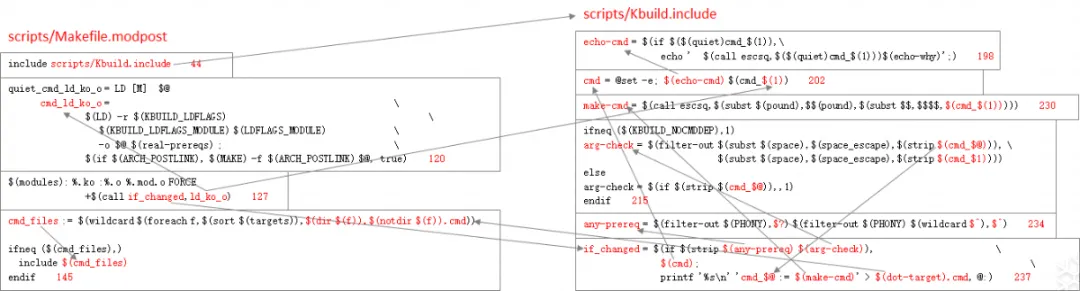 scripts/Makefile.modpost
include scripts/Kbuild.include 44
quiet_cmd_ld_ko_o = LD [M] $@
cmd_ld_ko_o = \
$(LD) -r $(KBUILD_LDFLAGS) \
$(KBUILD_LDFLAGS_MODULE) $(LDFLAGS_MODULE) \
-o $@ $(real-prereqs) ; \
$(if $(ARCH_POSTLINK), $(MAKE) -f $(ARCH_POSTLINK) $@, true) 120
$(modules): %.ko :%.o %.mod.o FORCE
+$(call if_changed,ld_ko_o) 127
cmd_files := $(wildcard $(foreach f,$(sort $(targets)),$(dir $(f)).$(notdir $(f)).cmd))
ifneq ($(cmd_files),)
include $(cmd_files)
endif 145
scripts/Kbuild.include
echo-cmd = $(if $($(quiet)cmd_$(1)),\
echo ' $(call escsq,$($(quiet)cmd_$(1)))$(echo-why)';) 198
cmd = @set -e; $(echo-cmd) $(cmd_$(1)) 202
make-cmd = $(call escsq,$(subst $(pound),$$(pound),$(subst $$,$$$$,$(cmd_$(1))))) 230
ifneq ($(KBUILD_NOCMDDEP),1)
arg-check = $(filter-out $(subst $(space),$(space_escape),$(strip $(cmd_$@))), \
$(subst $(space),$(space_escape),$(strip $(cmd_$1))))
else
arg-check = $(if $(strip $(cmd_$@)),,1)
endif 215
any-prereq = $(filter-out $(PHONY),$?) $(filter-out $(PHONY) $(wildcard $^),$^) 234
if_changed = $(if $(strip $(any-prereq) $(arg-check)), \
$(cmd); \
printf '%s\n' 'cmd_$@ := $(make-cmd)' > $(dot-target).cmd, @:) 237